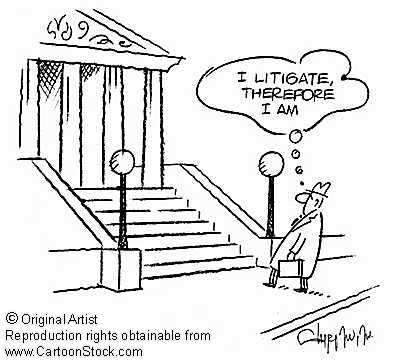 I LITIGATE,
THEREFORE
I AM
© Original Artist
Reproduction rights obtainable from
www.CartoonStock.com